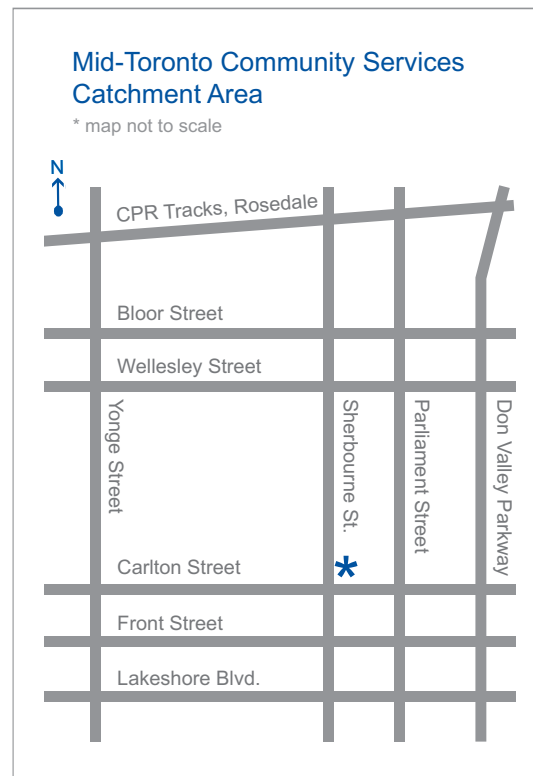 Mid-Toronto Community Services
Catchment Area
* map not to scale
N
CPR Tracks, Rosedale
Bloor Street
Wellesley Street
Yonge Street
Sherbourne St.
Parliament Street
Don Valley Parkway
Carlton Street
*
Front Street
Lakeshore Blvd.